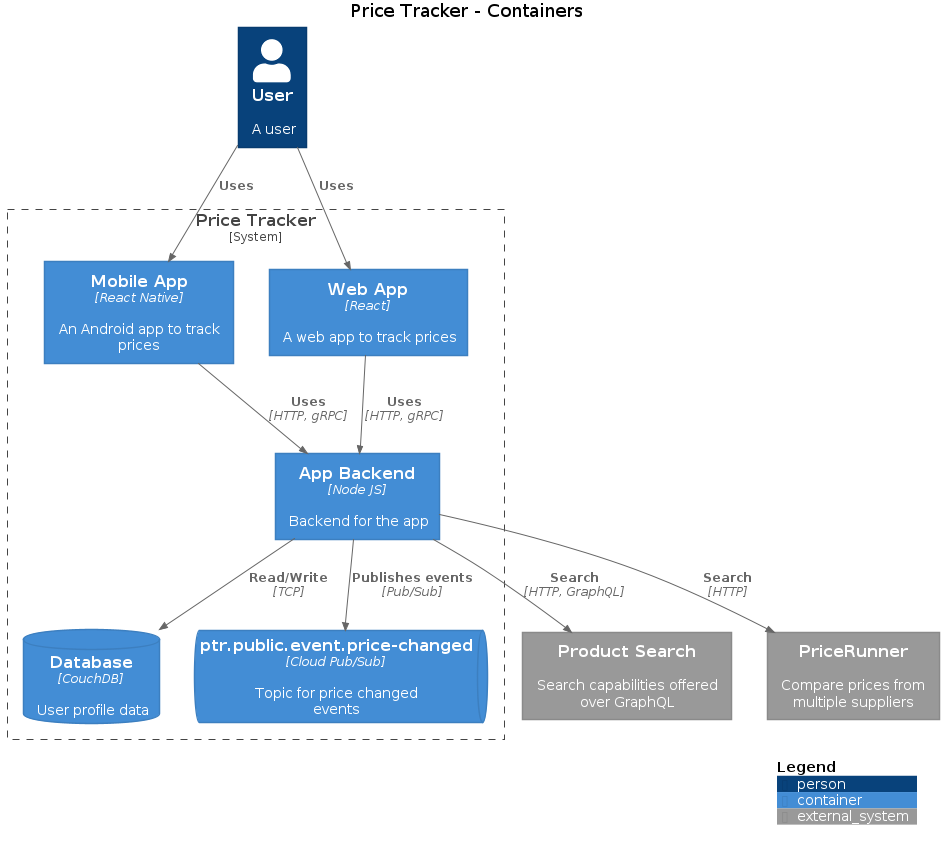 Price Tracker - Containers
User
A user
Uses
Uses
Price Tracker
[System]
Mobile App
[React Native]
An Android app to track
prices
Web App
[React]
A web app to track prices
Uses
[HTTP, gRPC]
Uses
[HTTP, gRPC]
App Backend
[Node JS]
Backend for the app
Read/Write
[TCP]
Publishes events
[Pub/Sub]
Search
[HTTP, GraphQL]
Search
[HTTP]
Database
[CouchDB]
User profile data
ptr.public.event.price-changed
[Cloud Pub/Sub]
Topic for price changed
events
Product Search
Search capabilities offered
over GraphQL
PriceRunner
Compare prices from
multiple suppliers
Legend
person
container
external_system